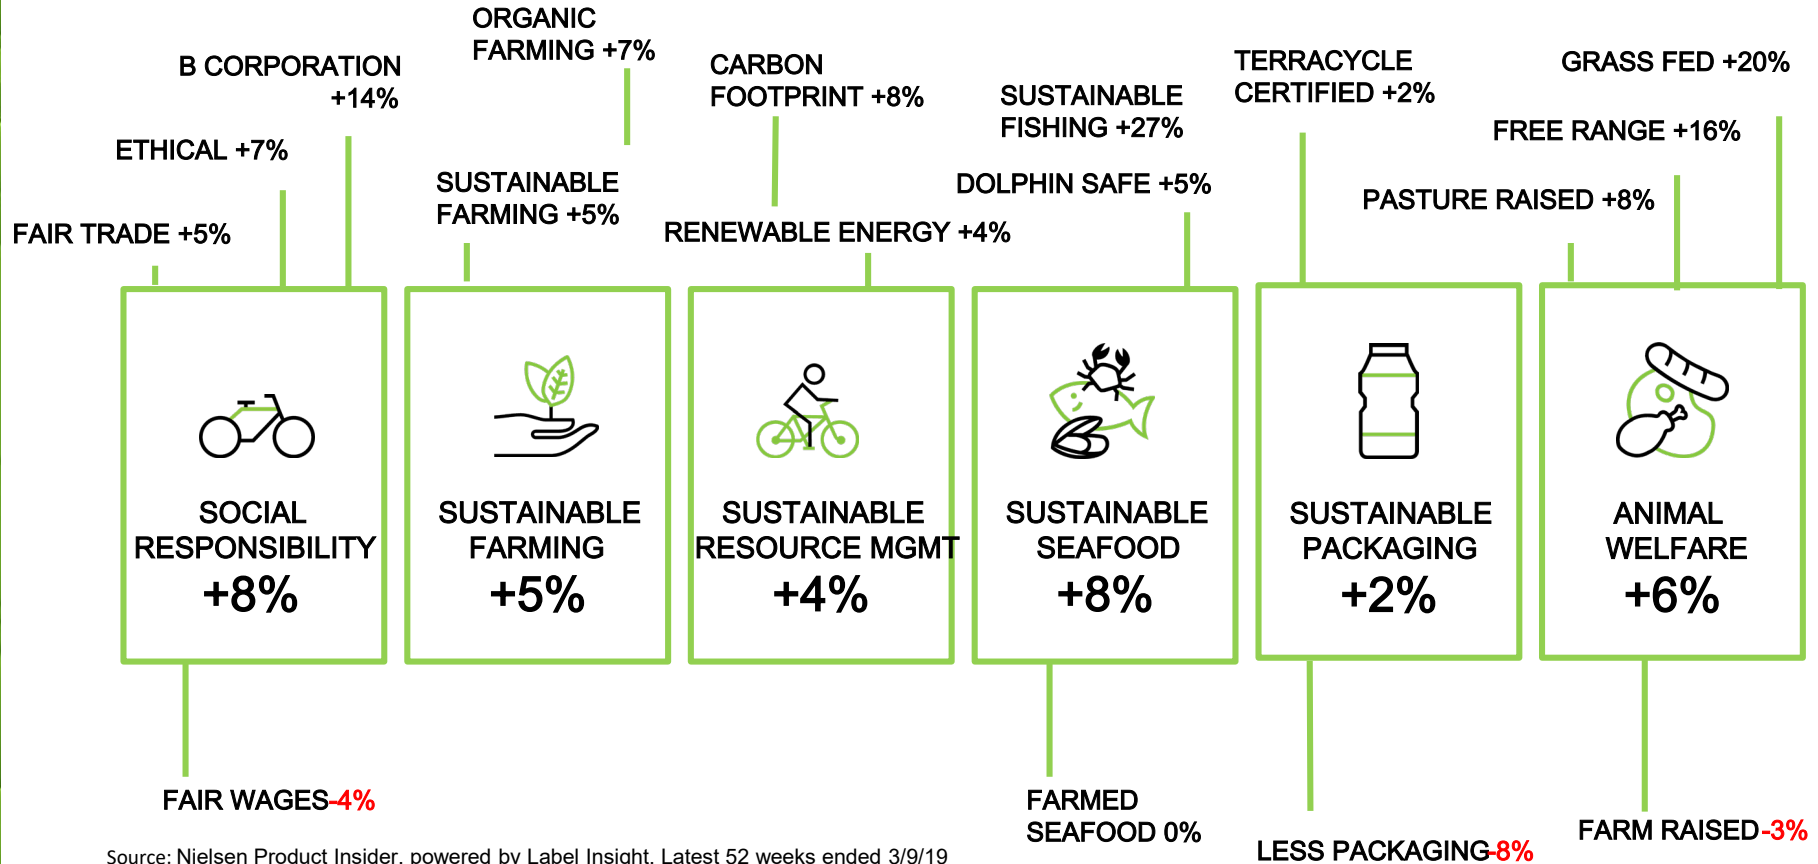 ORGANIC
FARMING +7%
B CORPORATION
+14%
CARBON
FOOTPRINT +8%
TERRACYCLE
CERTIFIED +2%
GRASS FED +20%
SUSTAINABLE
FISHING +27%
FREE RANGE +16%
ETHICAL +7%
SUSTAINABLE
FARMING +5%
DOLPHIN SAFE +5%
PASTURE RAISED +8%
FAIR TRADE +5%
RENEWABLE ENERGY +4%
SOCIAL
RESPONSIBILITY
+8%
SUSTAINABLE
FARMING
+5%
SUSTAINABLE
RESOURCE MGMT
+4%
SUSTAINABLE
SEAFOOD
+8%
SUSTAINABLE
PACKAGING
+2%
ANIMAL
WELFARE
+6%
FAIR WAGES-4%
FARMED
SEAFOOD 0%
LESS PACKAGING-8%
FARM RAISED-3%
Source: Nielsen Product Insider, powered by Label Insight, Latest 52 weeks ended 3/9/19